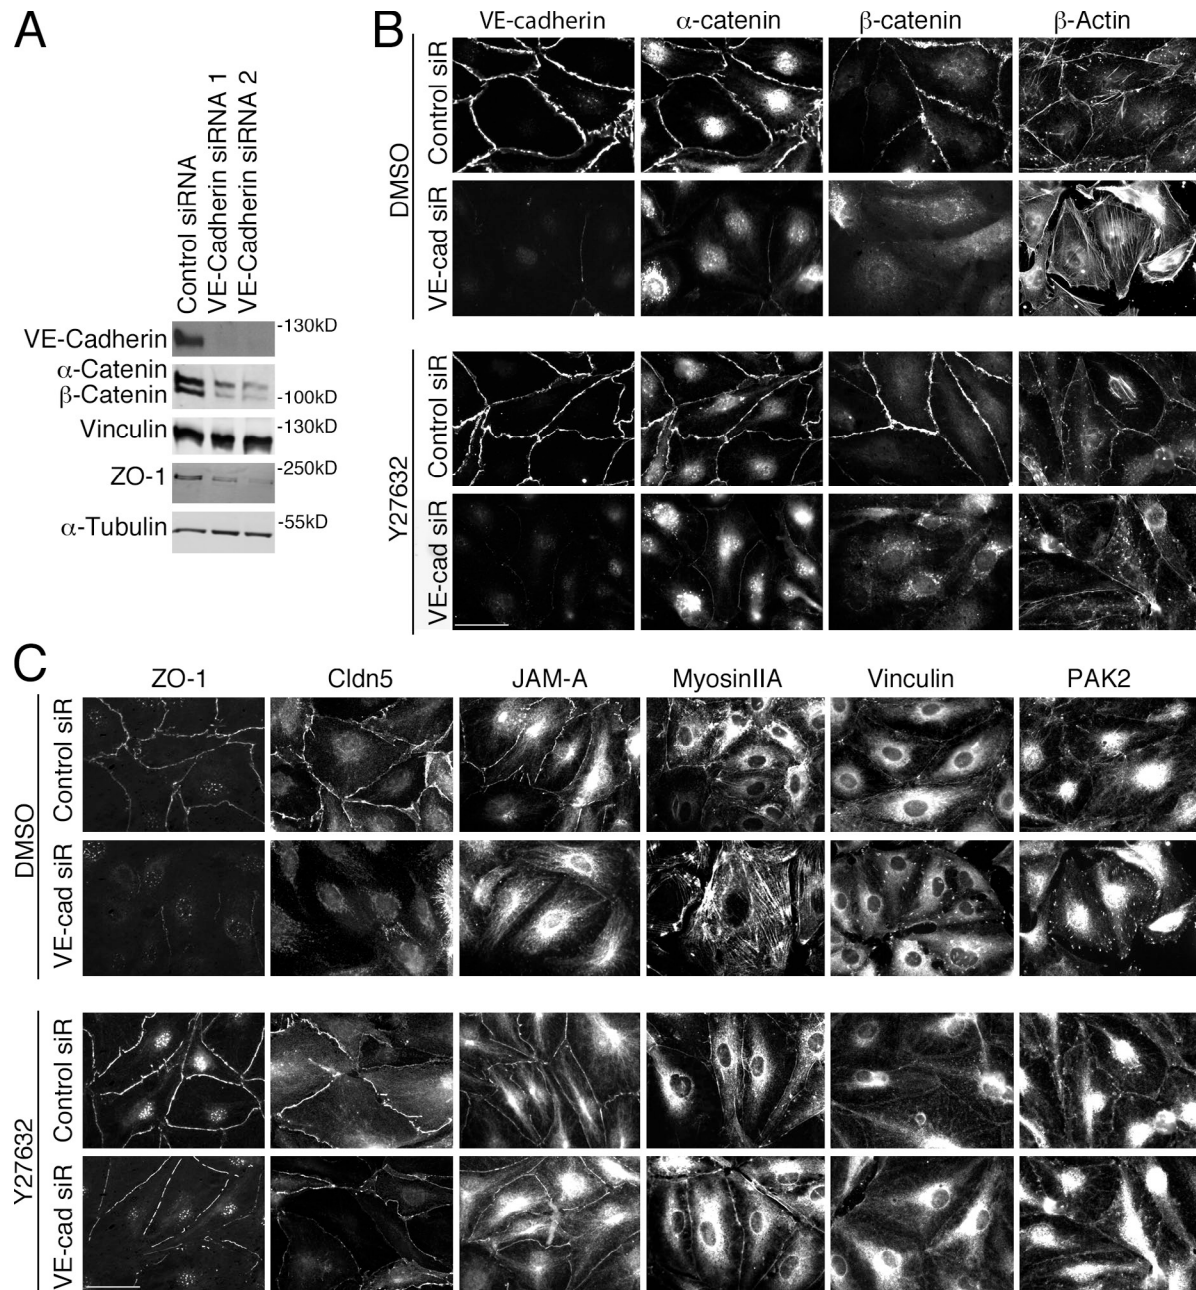 A
Control siRNA
VE-Cadherin siRNA 1
VE-Cadherin siRNA 2
VE-Cadherin
-130kD
α-Catenin
β-Catenin
-100kD
Vinculin
-130kD
ZO-1
-250kD
α-Tubulin
-55kD
B
VE-cadherin α-catenin β-catenin β-Actin
DMSO
Control siR
VE-cad siR
Y27632
Control siR
VE-cad siR
C
ZO-1 Cldn5 JAM-A MyosinIIA Vinculin PAK2
DMSO
Control siR
VE-cad siR
Y27632
Control siR
VE-cad siR